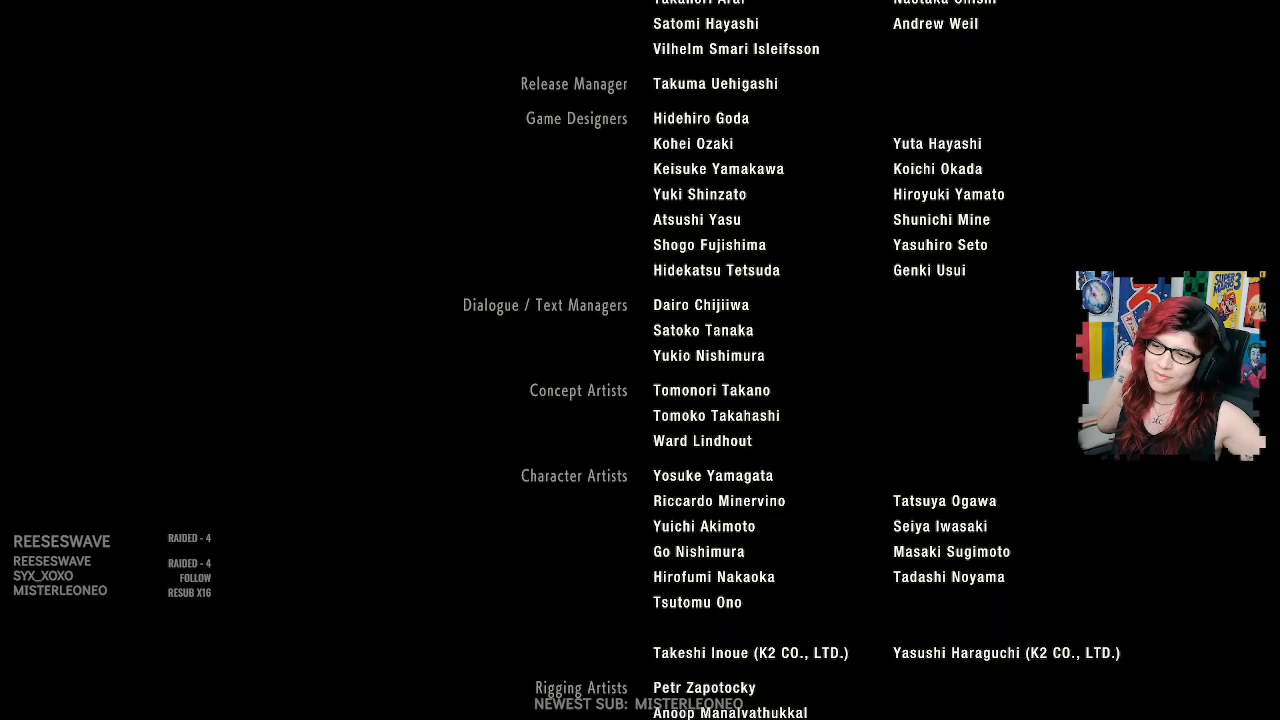 Satomi Hayashi Andrew Weil
Vilhelm Smari Isleifsson
Release Manager Takuma Uehigashi
Game Designers Hidehiro Goda
Kohei Ozaki Yuta Hayashi
Keisuke Yamakawa Koichi Okada
Yuki Shinzato Hiroyuki Yamato
Atsushi Yasu Shunichi Mine
Shogo Fujishima Yasuhiro Seto
Hidekatsu Tetsuda Genki Usui
Dialogue / Text Managers Dairo Chijiiwa
Satoko Tanaka
Yukio Nishimura
Concept Artists Tomonori Takano
Tomoko Takahashi
Ward Lindhout
Character Artists Yosuke Yamagata
Riccardo Minervino Tatsuya Ogawa
Yuichi Akimoto Seiya Iwasaki
Go Nishimura Masaki Sugimoto
Hirofumi Nakaoka Tadashi Noyama
Tsutomu Ono
Takeshi Inoue (K2 CO., LTD.) Yasushi Haraguchi (K2 CO., LTD.)
Rigging Artists Petr Zapotocky
Anoop Manalvathukkal
REESESWAVE RAIDED - 4
REESESWAVE RAIDED - 4
SYX_XOXO FOLLOW
MISTERLEONEO RESUB X16
NEWEST SUB: MISTERLEONEO
SUPER
MARIO 3